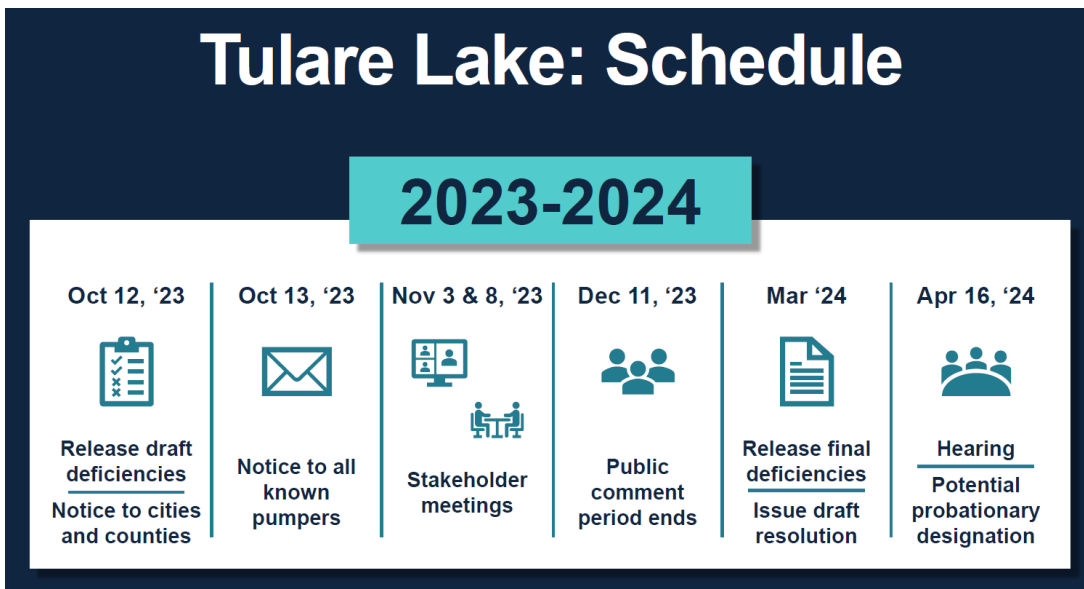 Tulare Lake: Schedule
2023-2024
Oct 12, ‘23
Release draft
deficiencies
Notice to cities
and counties
Oct 13, ‘23
Notice to all
known
pumpers
Nov 3 & 8, ‘23
Stakeholder
meetings
Dec 11, ‘23
Public
comment
period ends
Mar ‘24
Release final
deficiencies
Issue draft
resolution
Apr 16, ‘24
Hearing
Potential
probationary
designation